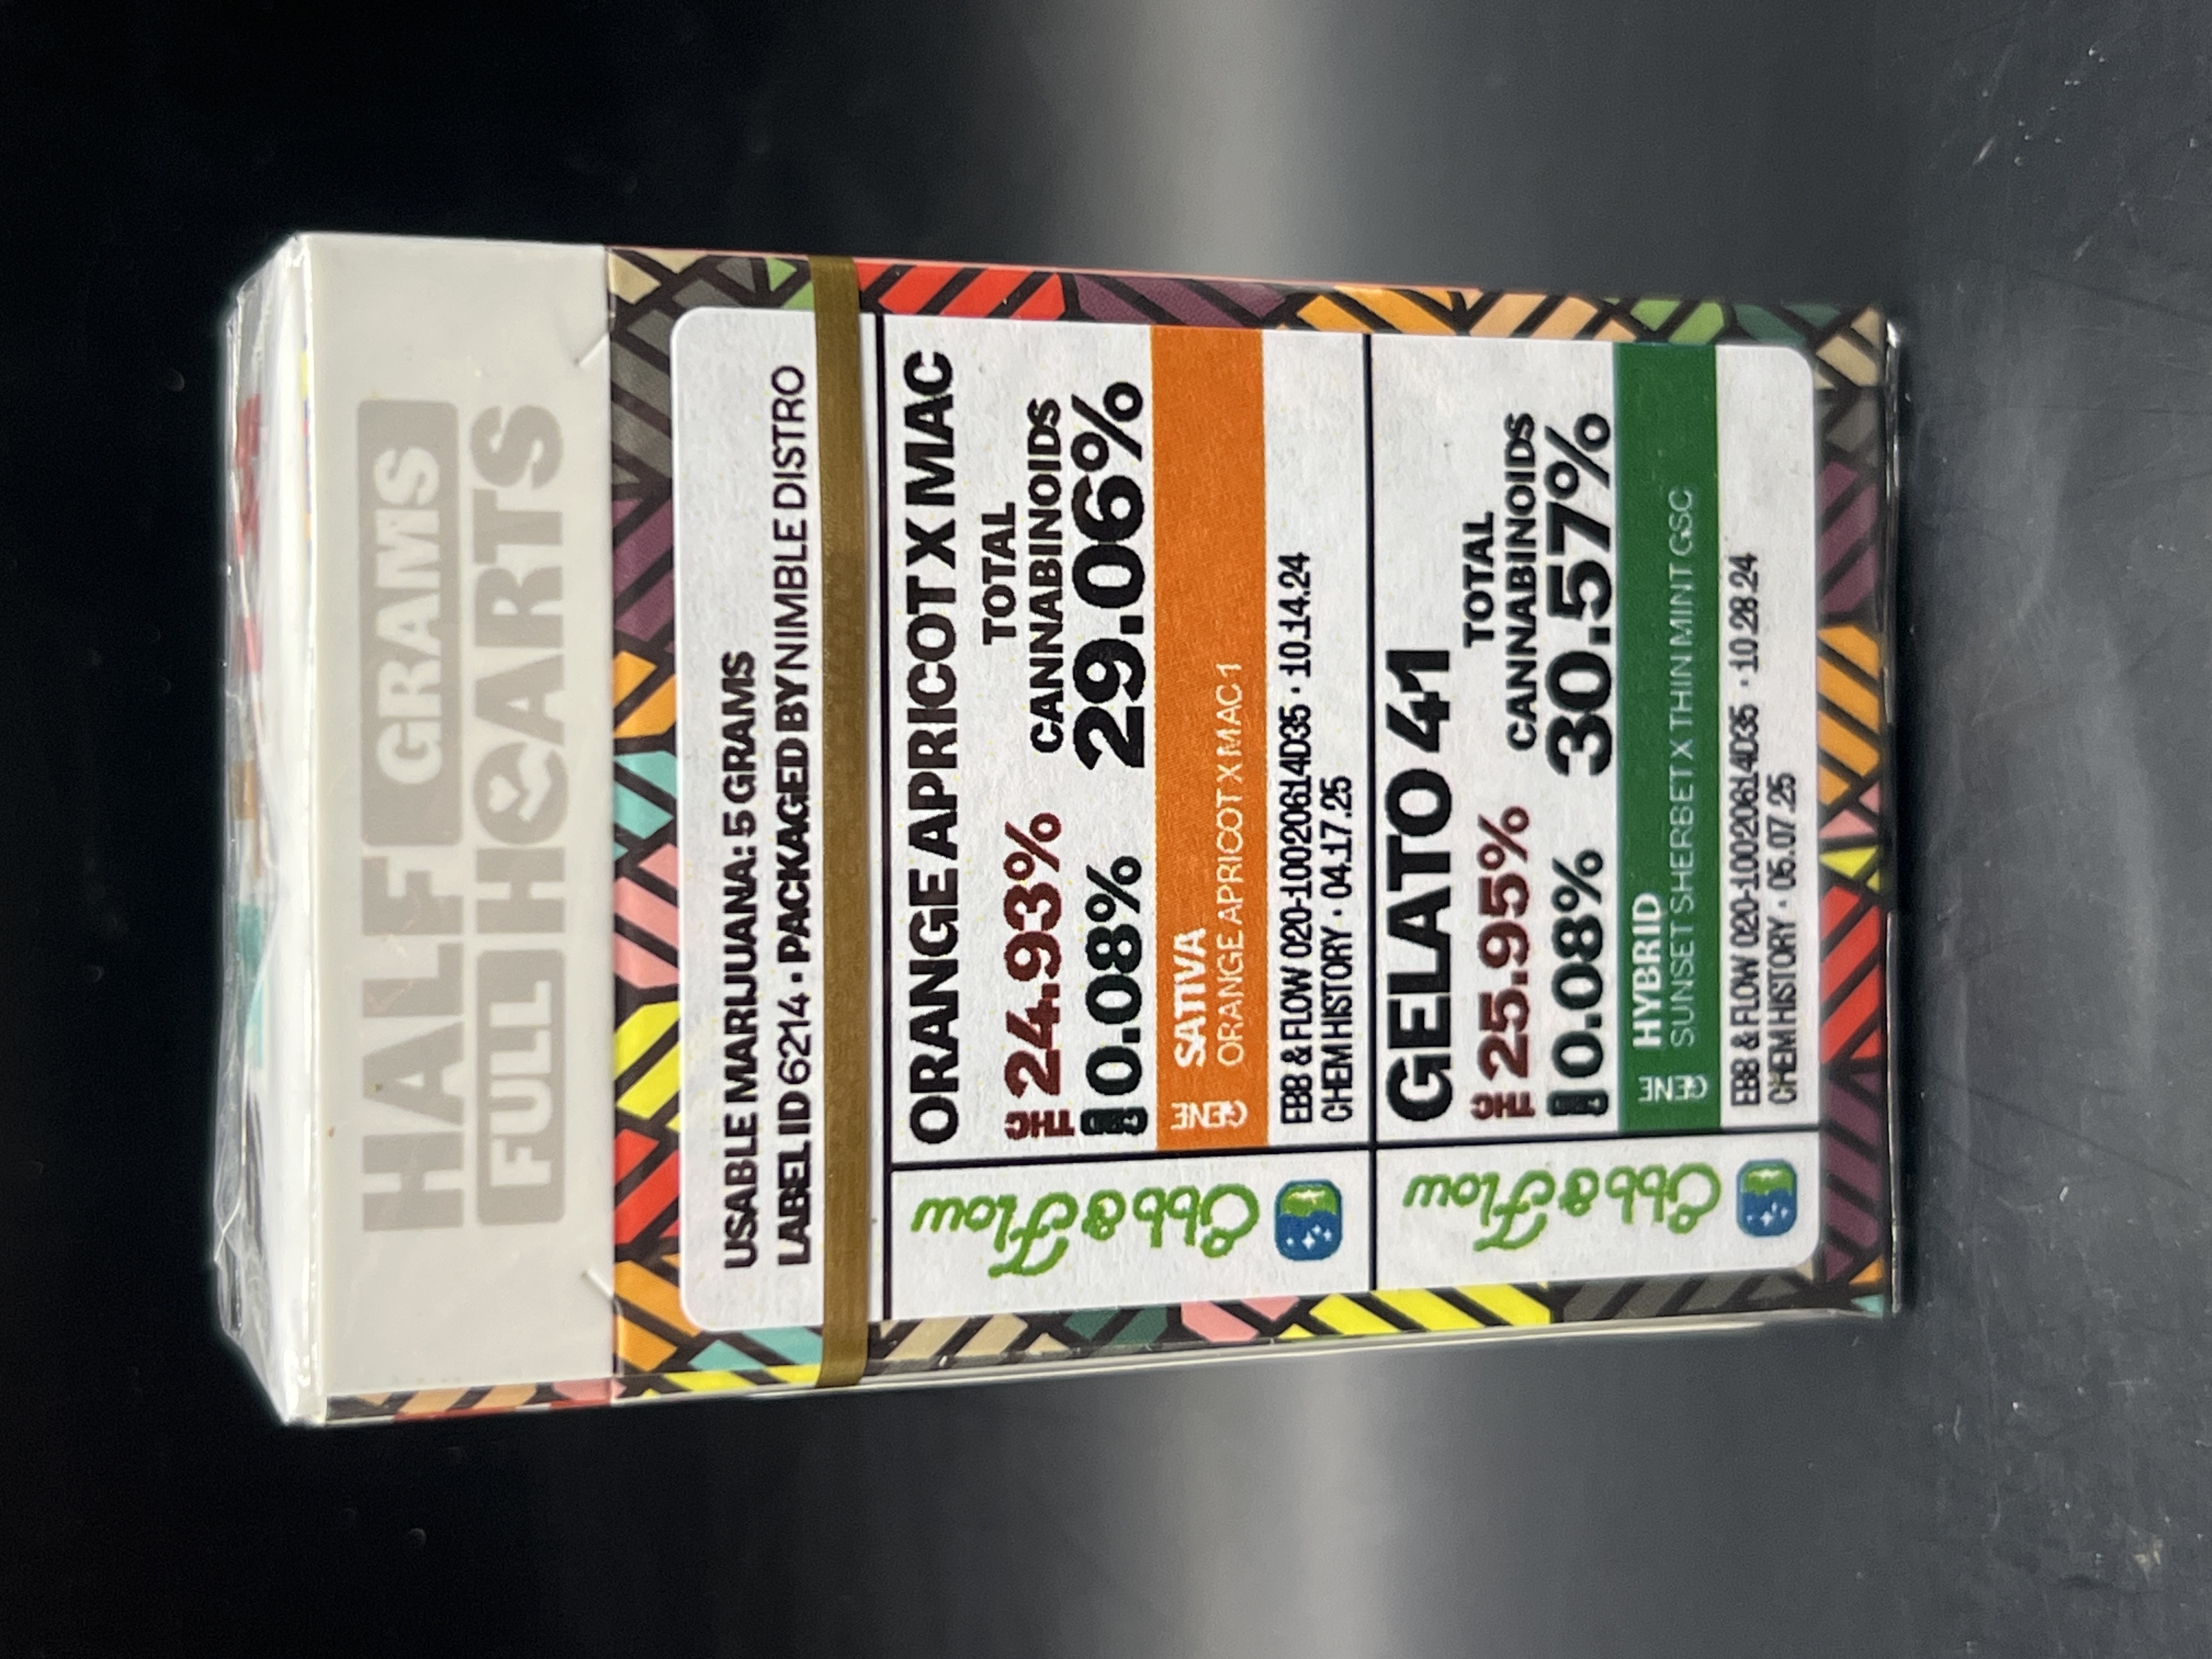 HALF GRAMS
FULL HEARTS
USABLE MARIJUANA: 5 GRAMS
LABEL ID 6214 • PACKAGED BY NIMBLE DISTRO
Ebb & Flow
ORANGE APRICOT X MAC
THC 24.93%
0.08%
TOTAL
CANNABINOIDS
29.06%
GENE
SATIVA
ORANGE APRICOT X MAC 1
EBB & FLOW 020-10020614D35 • 10.14.24
CHEM HISTORY • 04.17.25
Ebb & Flow
GELATO 41
THC 25.95%
0.08%
TOTAL
CANNABINOIDS
30.57%
GENE
HYBRID
SUNSET SHERBET X THIN MINT GSC
EBB & FLOW 020-10020614D35 • 10.28.24
CHEM HISTORY • 05.07.25